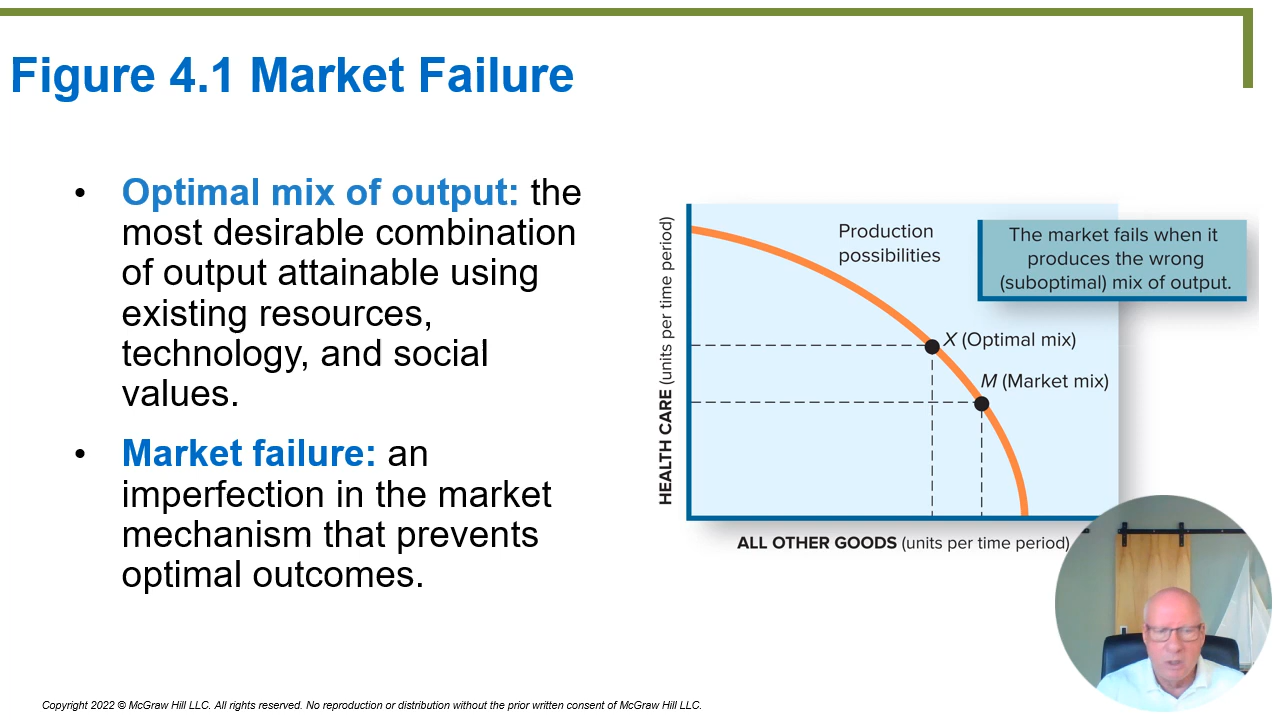 Figure 4.1 Market Failure
• Optimal mix of output: the
most desirable combination
of output attainable using
existing resources,
technology, and social
values.
• Market failure: an
imperfection in the market
mechanism that prevents
optimal outcomes.
HEALTH CARE (units per time period)
Production
possibilities
The market fails when it
produces the wrong
(suboptimal) mix of output.
X (Optimal mix)
M (Market mix)
ALL OTHER GOODS (units per time period)
Copyright 2022 © McGraw Hill LLC. All rights reserved. No reproduction or distribution without the prior written consent of McGraw Hill LLC.